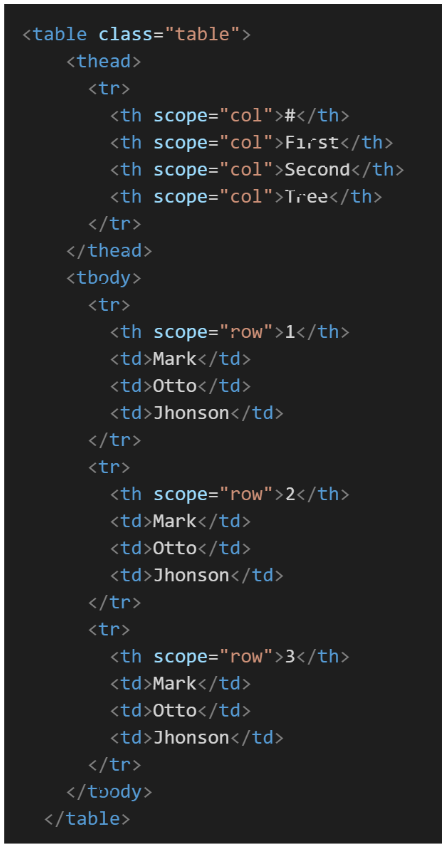 <table class="table">
<thead>
<tr>
<th scope="col">#</th>
<th scope="col">First</th>
<th scope="col">Second</th>
<th scope="col">Tree</th>
</tr>
</thead>
<tbody>
<tr>
<th scope="row">1</th>
<td>Mark</td>
<td>Otto</td>
<td>Jhonson</td>
</tr>
<tr>
<th scope="row">2</th>
<td>Mark</td>
<td>Otto</td>
<td>Jhonson</td>
</tr>
<tr>
<th scope="row">3</th>
<td>Mark</td>
<td>Otto</td>
<td>Jhonson</td>
</tr>
</tbody>
</table>